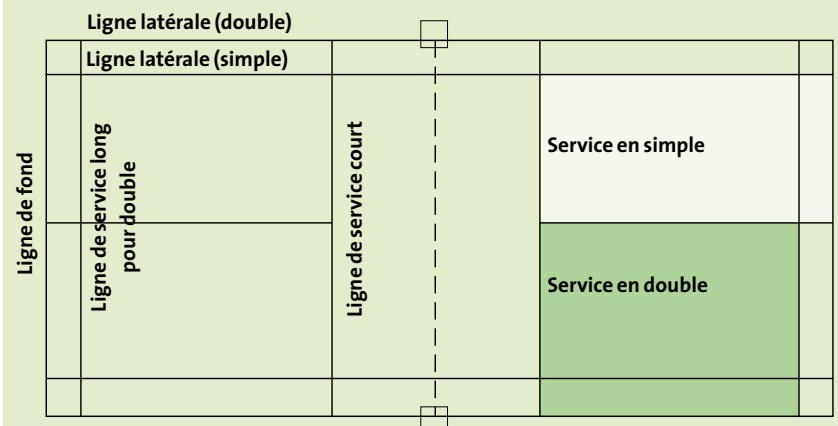 Ligne latérale (double)
Ligne latérale (simple)
Ligne de fond
Ligne de service long
pour double
Ligne de service court
Service en simple
Service en double